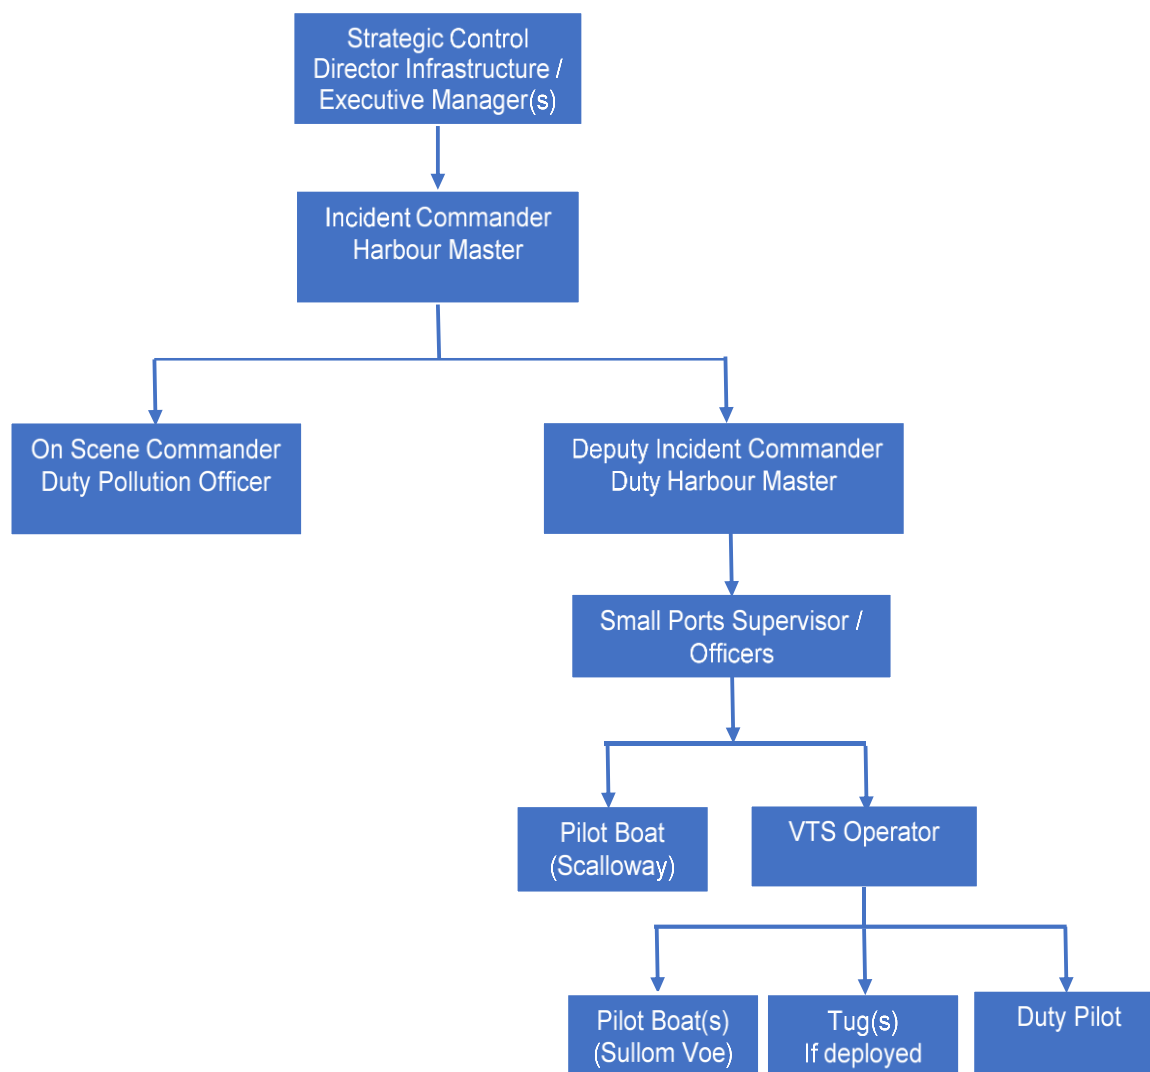 Strategic Control
Director Infrastructure /
Executive Manager(s)
Incident Commander
Harbour Master
On Scene Commander
Duty Pollution Officer
Deputy Incident Commander
Duty Harbour Master
Small Ports Supervisor /
Officers
Pilot Boat
(Scalloway)
VTS Operator
Pilot Boat(s)
(Sullom Voe)
Tug(s)
If deployed
Duty Pilot